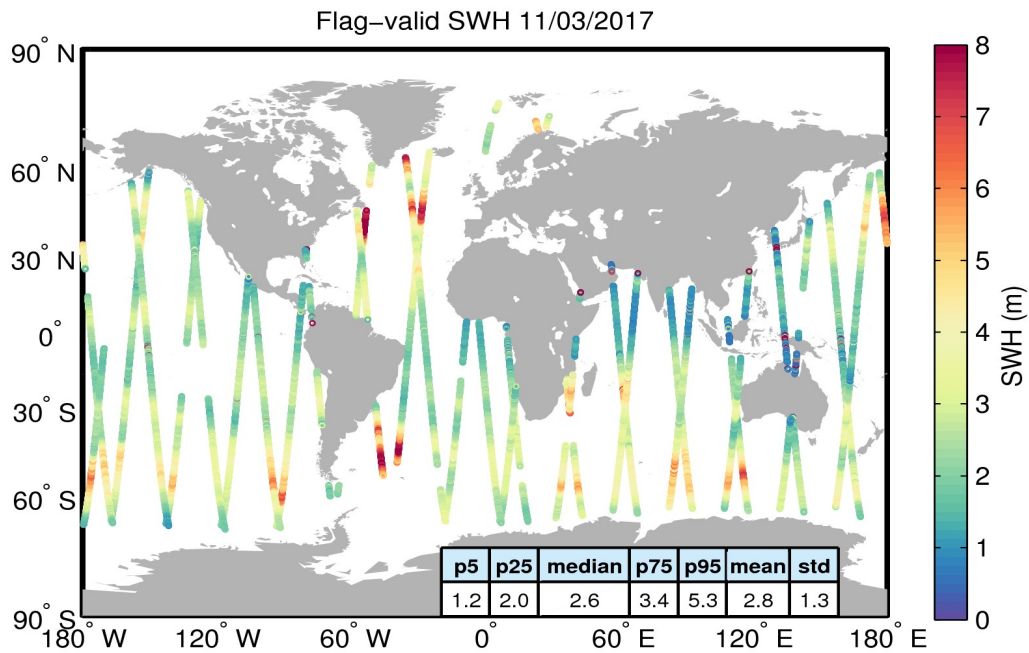 Flag−valid SWH 11/03/2017
90° N
60° N
30° N
0°
30° S
60° S
90° S
180° W
120° W
60° W
0°
60° E
120° E
180° E
p5 p25 median p75 p95 mean std
1.2 2.0 2.6 3.4 5.3 2.8 1.3
8
7
6
5
4
3
2
1
0
SWH (m)